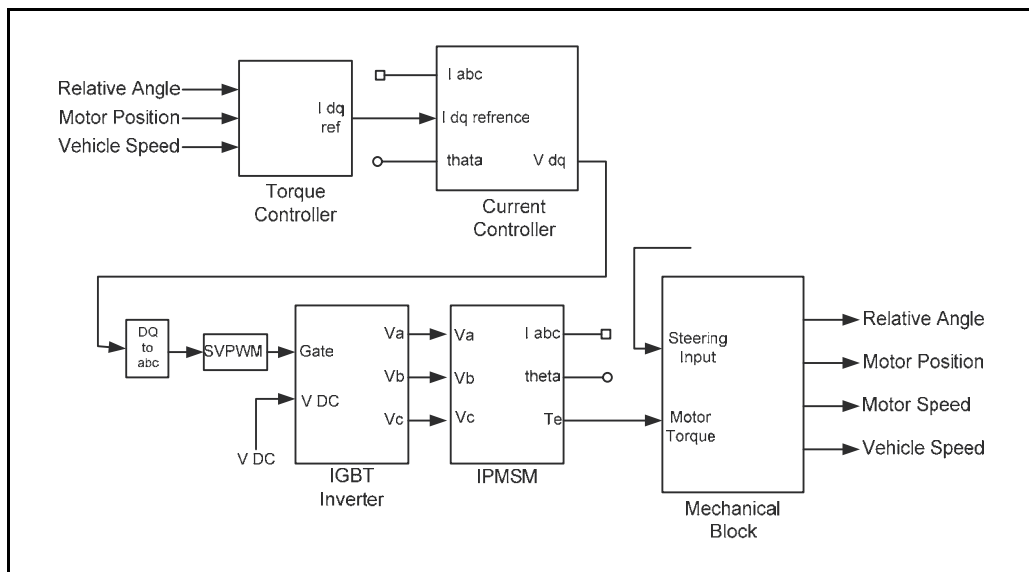 Relative Angle
Motor Position
Vehicle Speed
I dq
ref
Torque
Controller
I abc
I dq refrence
thata
V dq
Current
Controller
DQ
to
abc
SVPWM
Gate
V DC
V DC
Va
Vb
Vc
IGBT
Inverter
Va
Vb
Vc
I abc
theta
Te
IPMSM
Steering
Input
Motor
Torque
Mechanical
Block
Relative Angle
Motor Position
Motor Speed
Vehicle Speed